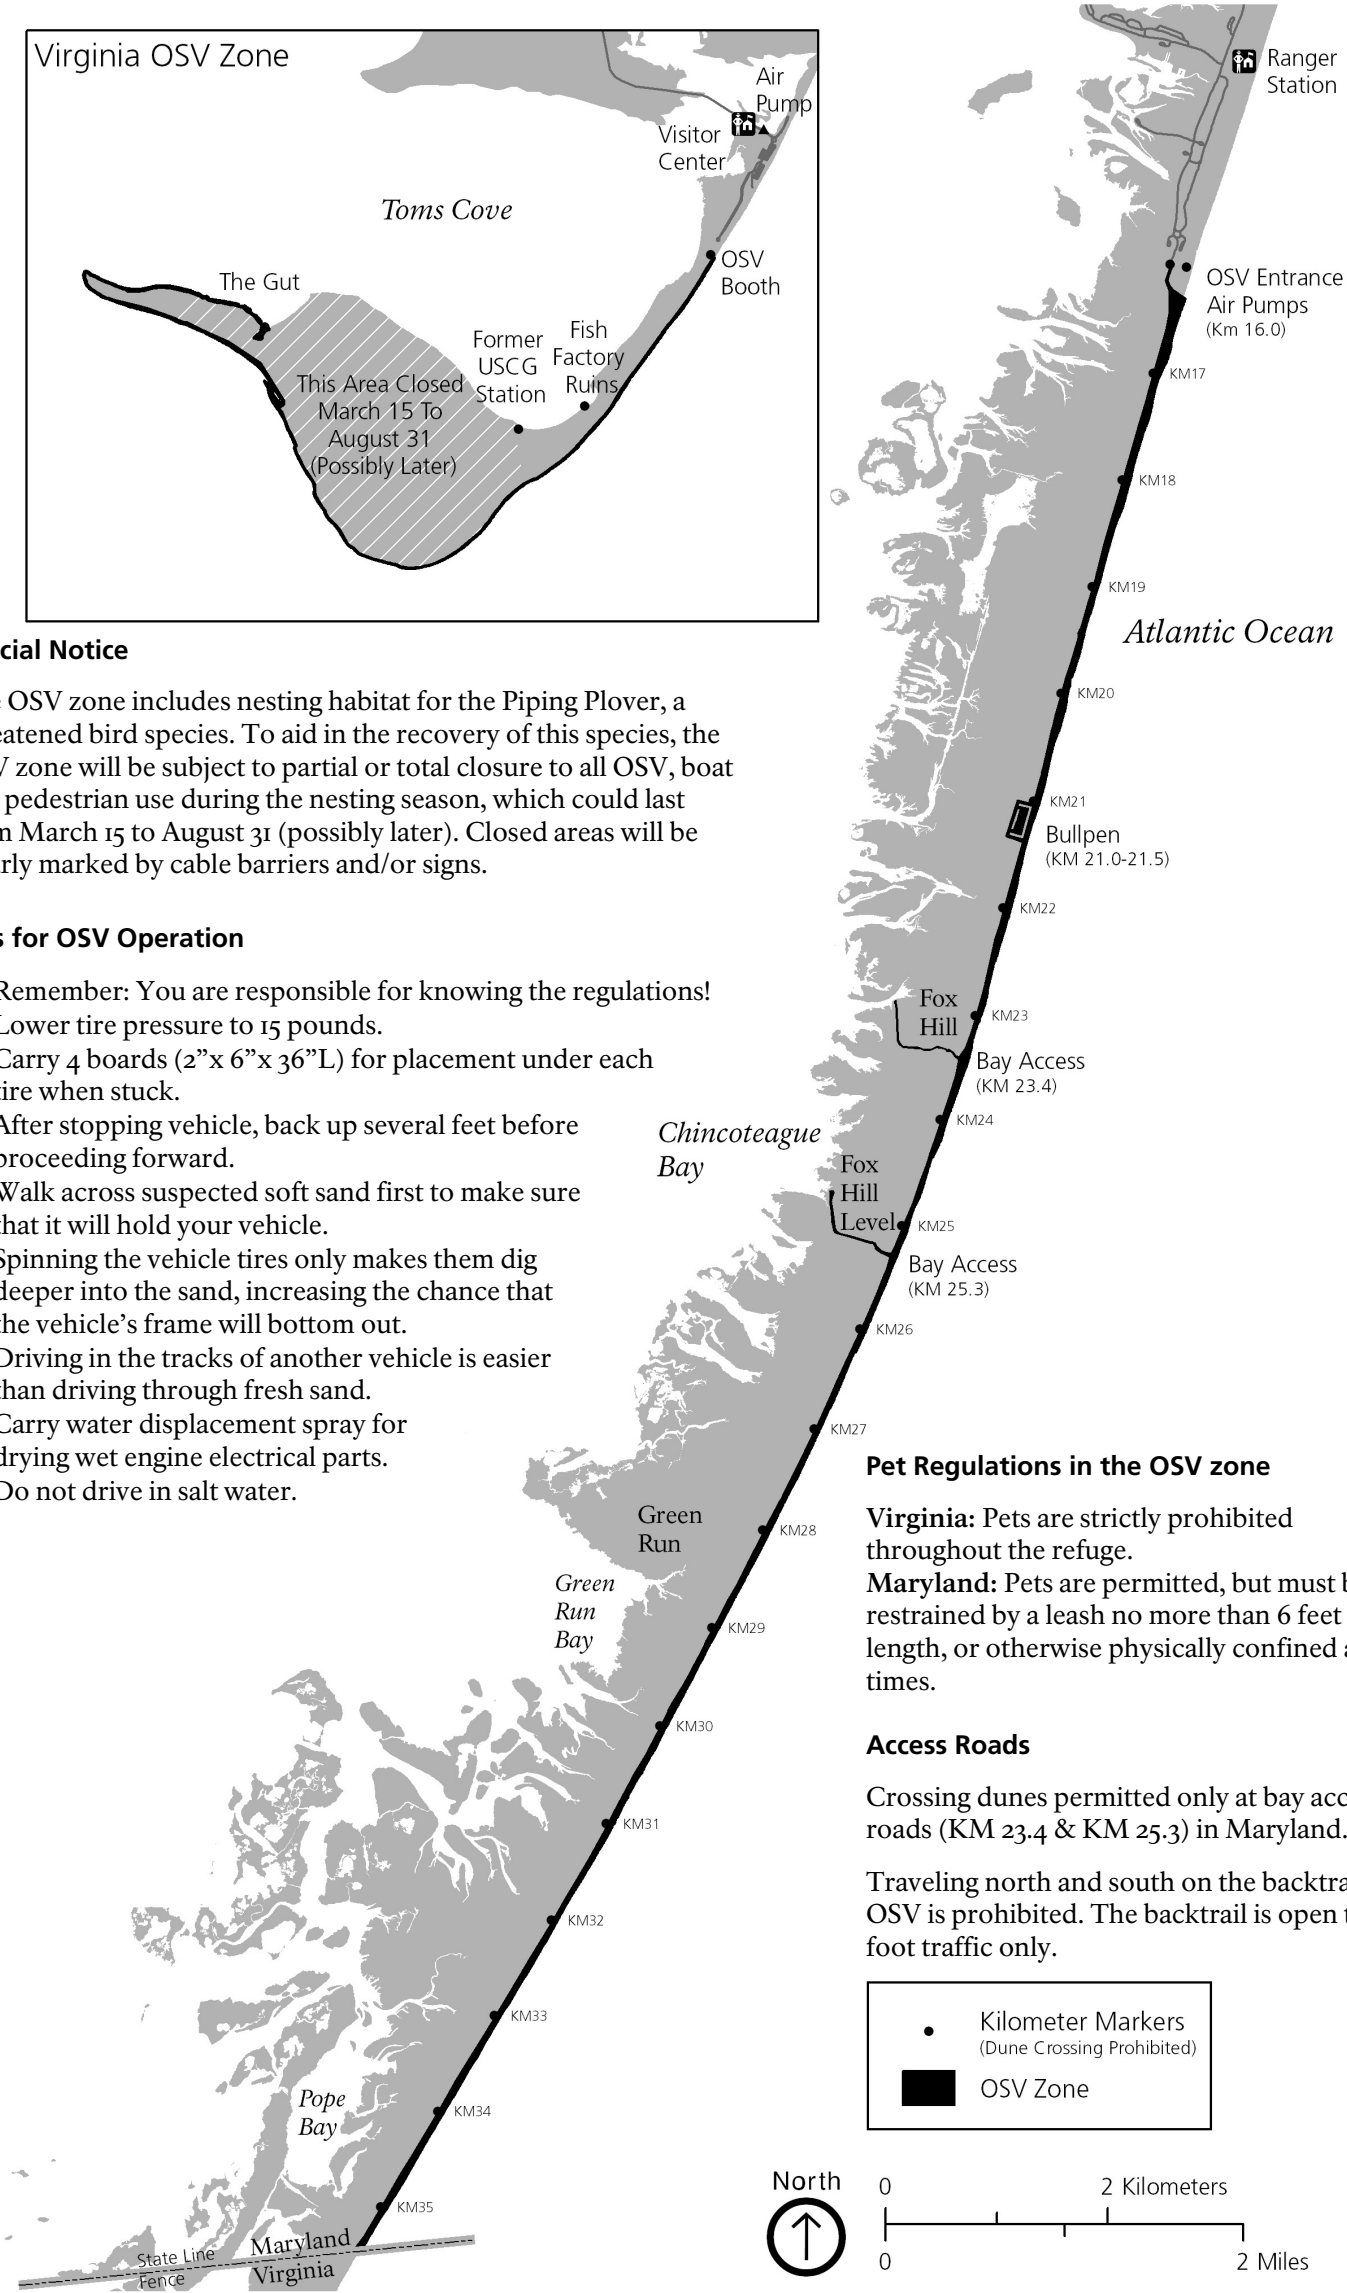 Virginia OSV Zone
Air
Pump
Visitor
Center
Toms Cove
OSV
Booth
The Gut
Former
USCG
Station
Fish
Factory
Ruins
This Area Closed
March 15 To
August 31
(Possibly Later)
Ranger
Station
OSV Entrance
Air Pumps
(Km 16.0)
KM17
KM18
KM19
Atlantic Ocean
KM20
KM21
Bullpen
(KM 21.0-21.5)
KM22
Fox
Hill
KM23
Bay Access
(KM 23.4)
KM24
Chincoteague
Bay
Fox
Hill
Level
KM25
Bay Access
(KM 25.3)
KM26
KM27
Green
Run
KM28
Green
Run
Bay
KM29
KM30
KM31
KM32
KM33
Pope
Bay
KM34
KM35
Maryland
State Line
Fence
Virginia
cial Notice
e OSV zone includes nesting habitat for the Piping Plover, a
eatened bird species. To aid in the recovery of this species, the
V zone will be subject to partial or total closure to all OSV, boat
pedestrian use during the nesting season, which could last
m March 15 to August 31 (possibly later). Closed areas will be
arly marked by cable barriers and/or signs.
s for OSV Operation
Remember: You are responsible for knowing the regulations!
Lower tire pressure to 15 pounds.
Carry 4 boards (2”x 6”x 36”L) for placement under each
tire when stuck.
After stopping vehicle, back up several feet before
proceeding forward.
Walk across suspected soft sand first to make sure
that it will hold your vehicle.
Spinning the vehicle tires only makes them dig
deeper into the sand, increasing the chance that
the vehicle’s frame will bottom out.
Driving in the tracks of another vehicle is easier
than driving through fresh sand.
Carry water displacement spray for
drying wet engine electrical parts.
Do not drive in salt water.
Pet Regulations in the OSV zone
Virginia: Pets are strictly prohibited
throughout the refuge.
Maryland: Pets are permitted, but must b
restrained by a leash no more than 6 feet
length, or otherwise physically confined a
times.
Access Roads
Crossing dunes permitted only at bay acc
roads (KM 23.4 & KM 25.3) in Maryland.
Traveling north and south on the backtra
OSV is prohibited. The backtrail is open t
foot traffic only.
Kilometer Markers
(Dune Crossing Prohibited)
OSV Zone
North
0 2 Kilometers
0 2 Miles